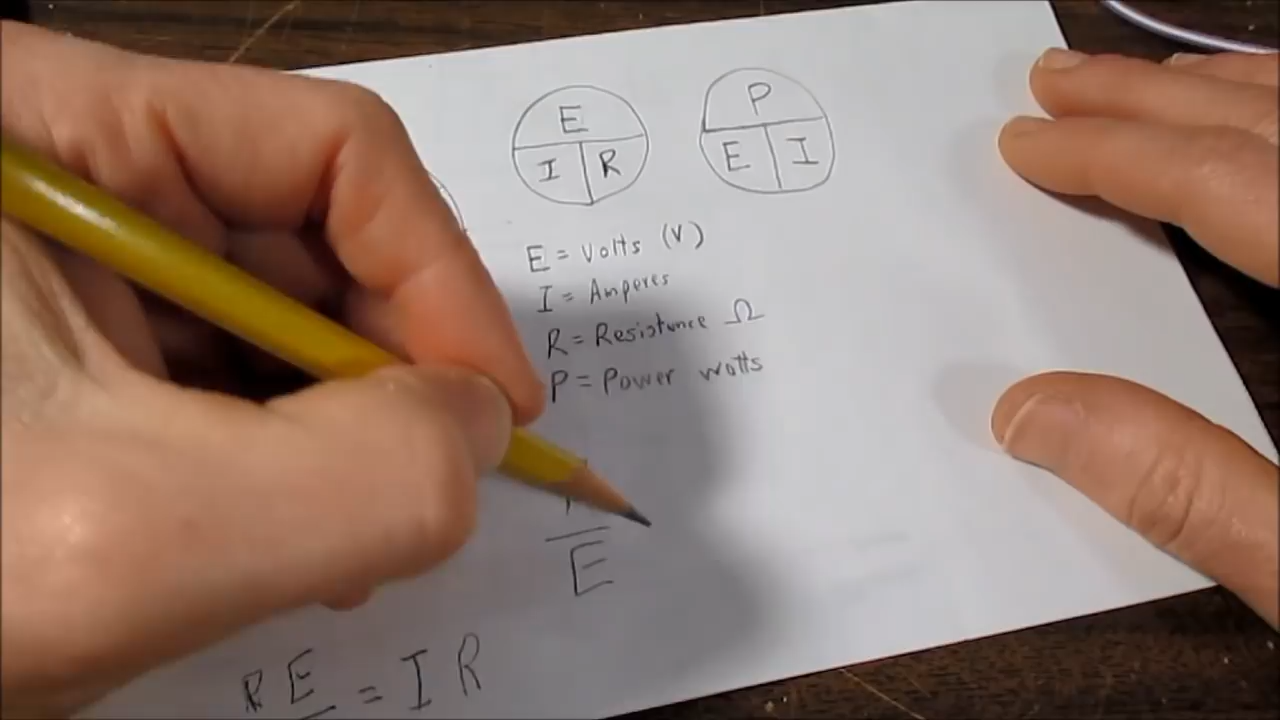 E
I R
P
E I
E = Volts (V)
I = Amperes
R = Resistance Ω
P = Power watts
E
R E = I R